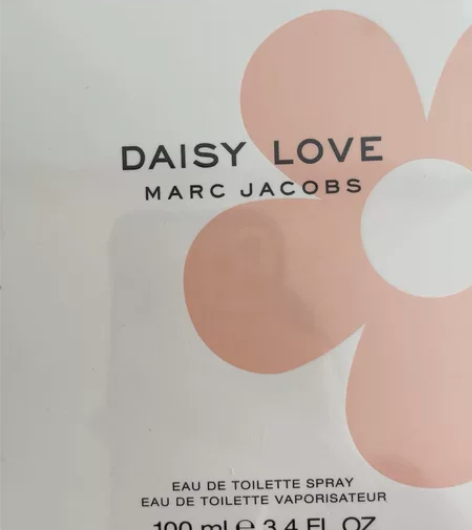 DAISY LOVE
MARC JACOBS
EAU DE TOILETTE SPRAY
EAU DE TOILETTE VAPORISATEUR
100 ml ℮ 3.4 FL OZ